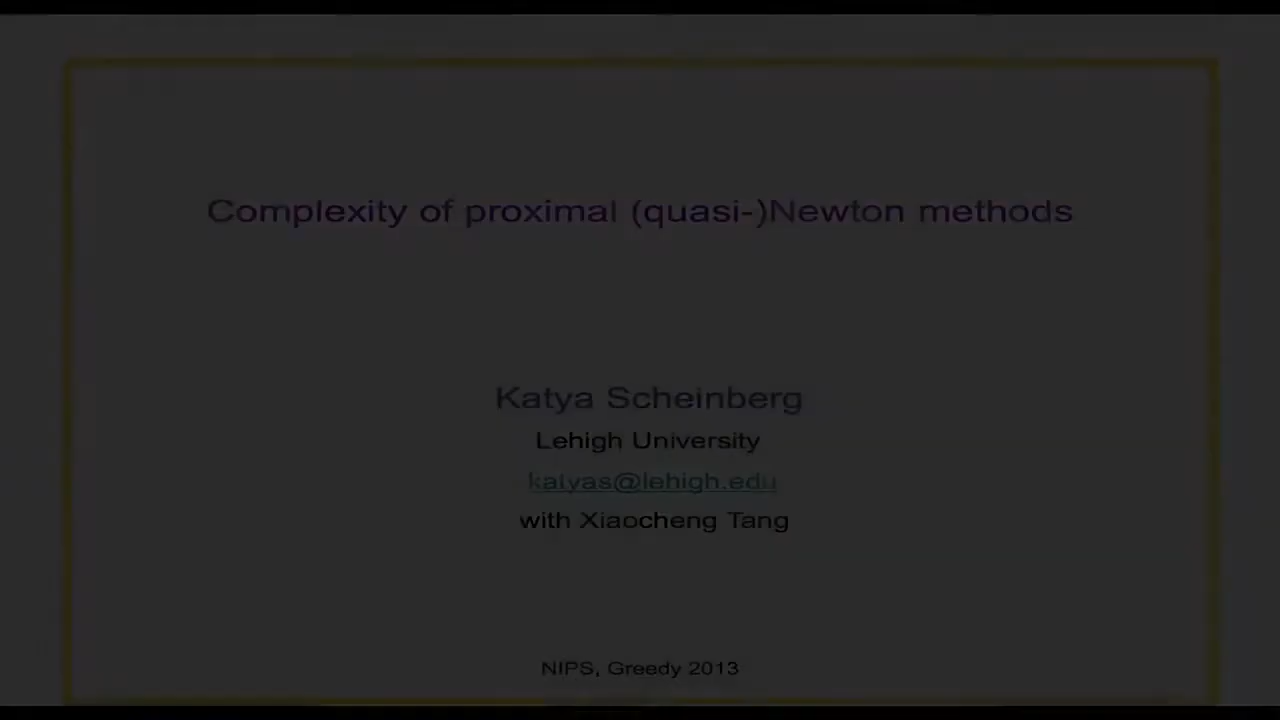 Complexity of proximal (quasi-)Newton methods
Katya Scheinberg
Lehigh University
katyas@lehigh.edu
with Xiaocheng Tang
NIPS, Greedy 2013